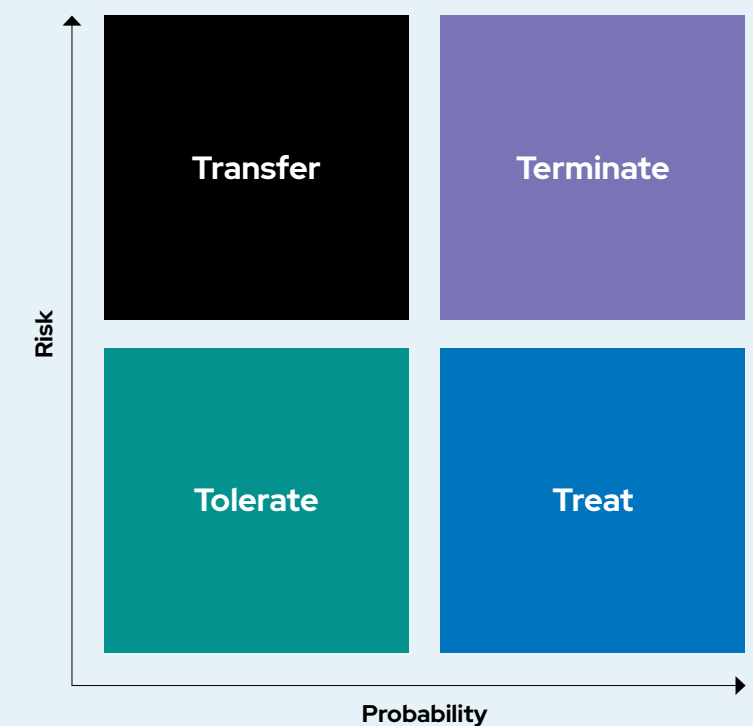 Transfer
Terminate
Risk
Tolerate
Treat
Probability